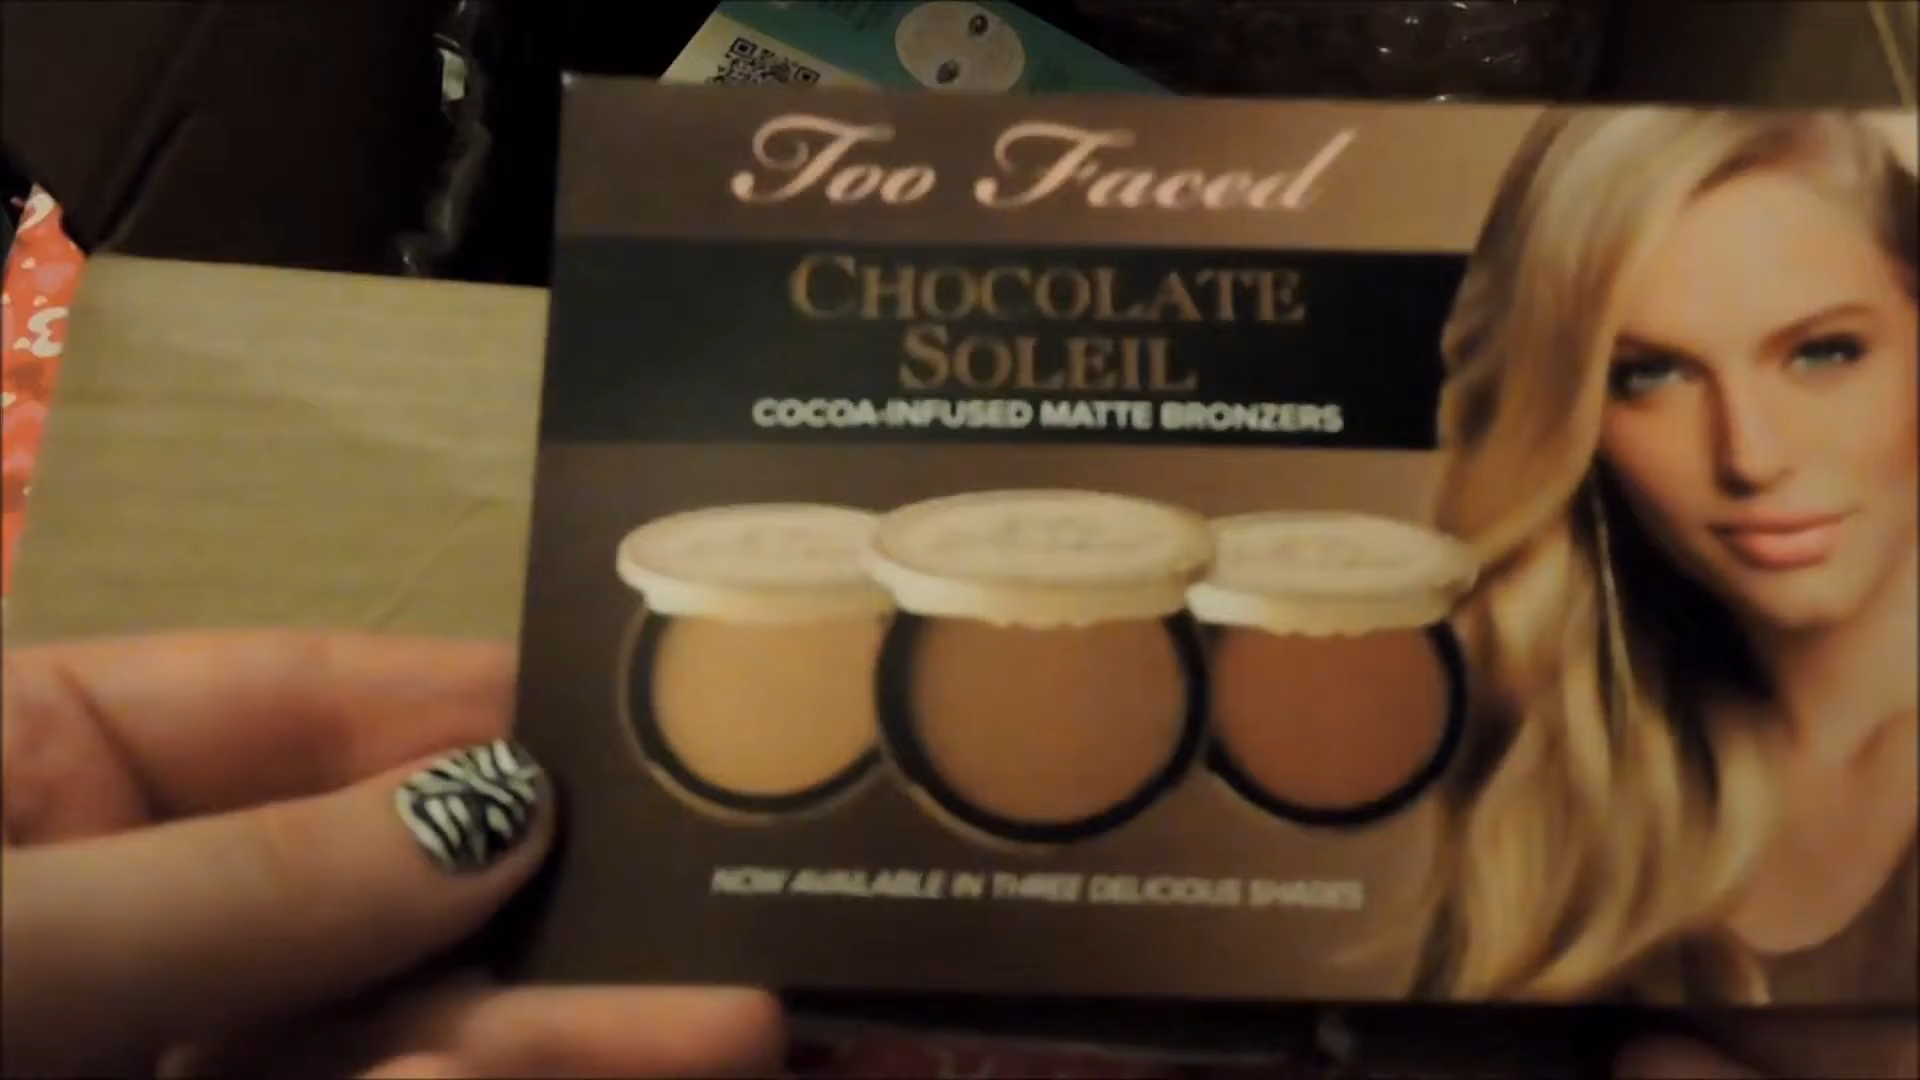 Too Faced
CHOCOLATE
SOLEIL
COCOA-INFUSED MATTE BRONZERS
NOW AVAILABLE IN THREE DELICIOUS SHADES